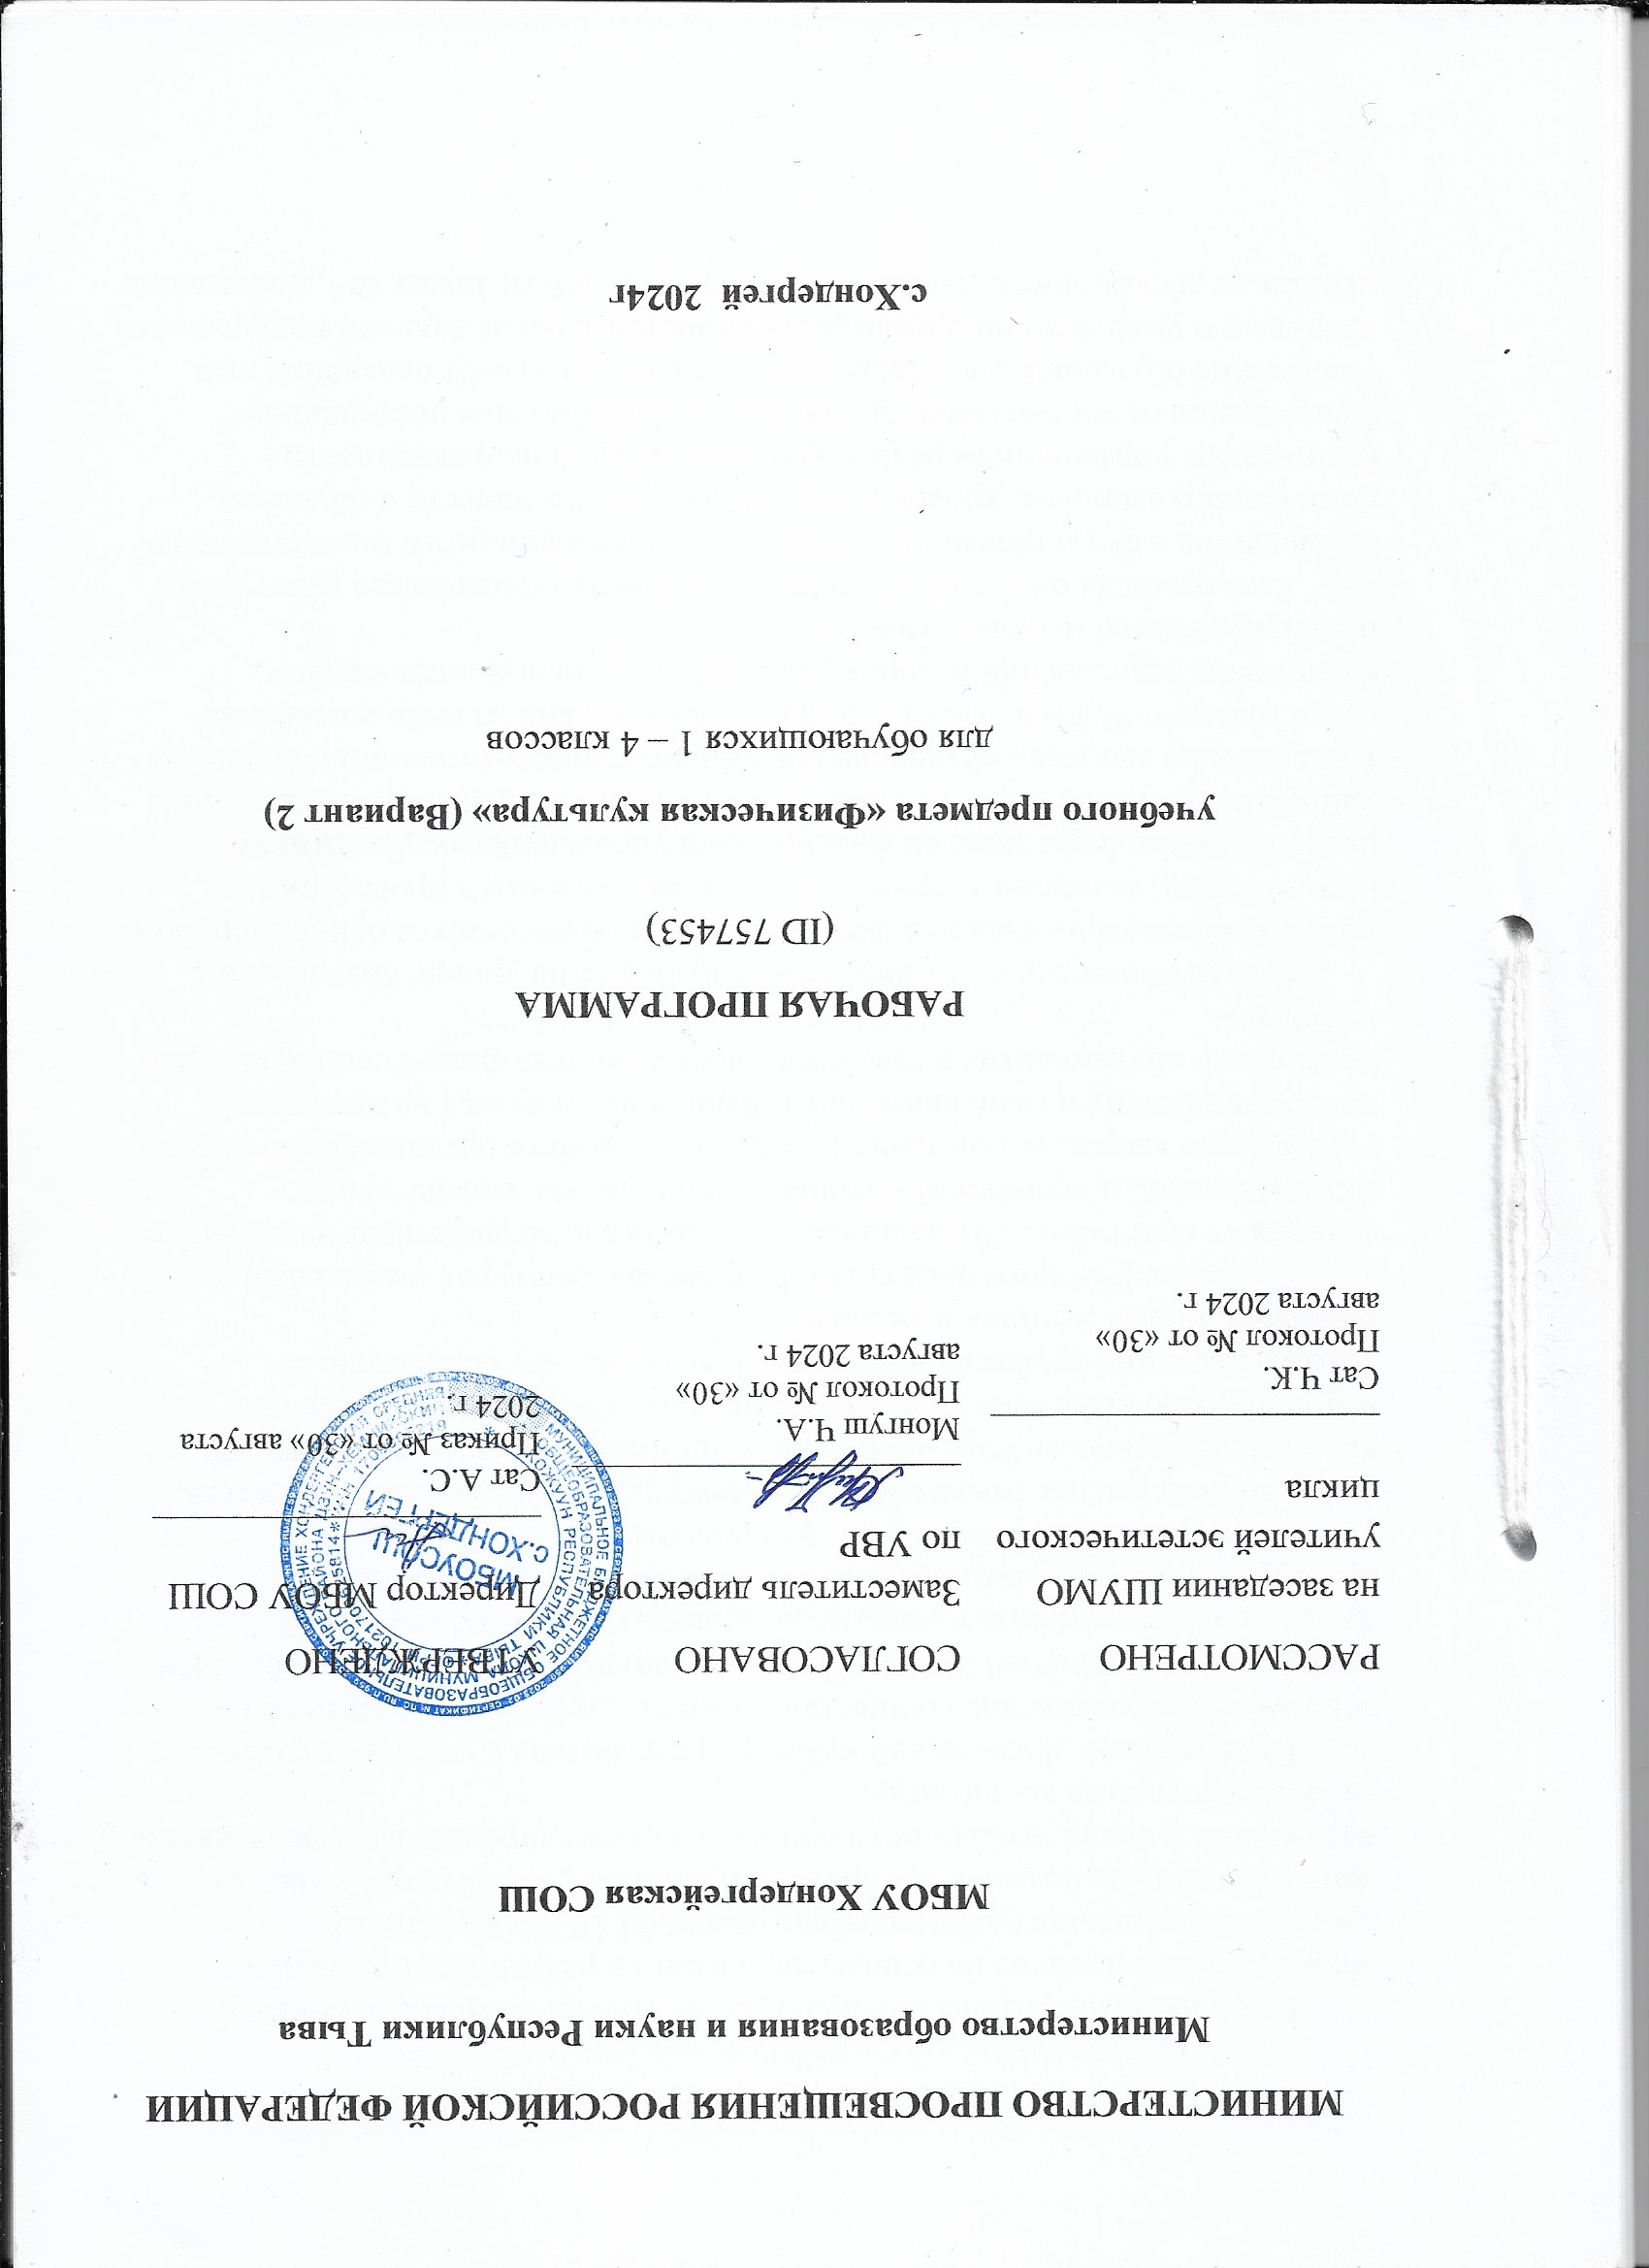 МИНИСТЕРСТВО ПРОСВЕЩЕНИЯ РОССИЙСКОЙ ФЕДЕРАЦИИ
Министерство образования и науки Республики Тыва
МБОУ Хондергейская СОШ
РАССМОТРЕНО
на заседании ШУМО
учителей эстетического
цикла
Сат Ч.К.
Протокол № от «30»
августа 2024 г.
СОГЛАСОВАНО
Заместитель директора
по УВР
Монгуш Ч.А.
Протокол № от «30»
августа 2024 г.
УТВЕРЖДЕНО
Директор МБОУ СОШ
Сат А.С.
Приказ № от «30» августа
2024 г.
МБОУСОШ
с.ХОНДЕРГЕЙ
РАБОЧАЯ ПРОГРАММА
(ID 757453)
учебного предмета «Физическая культура» (Вариант 2)
для обучающихся 1 – 4 классов
с.Хондергей 2024г